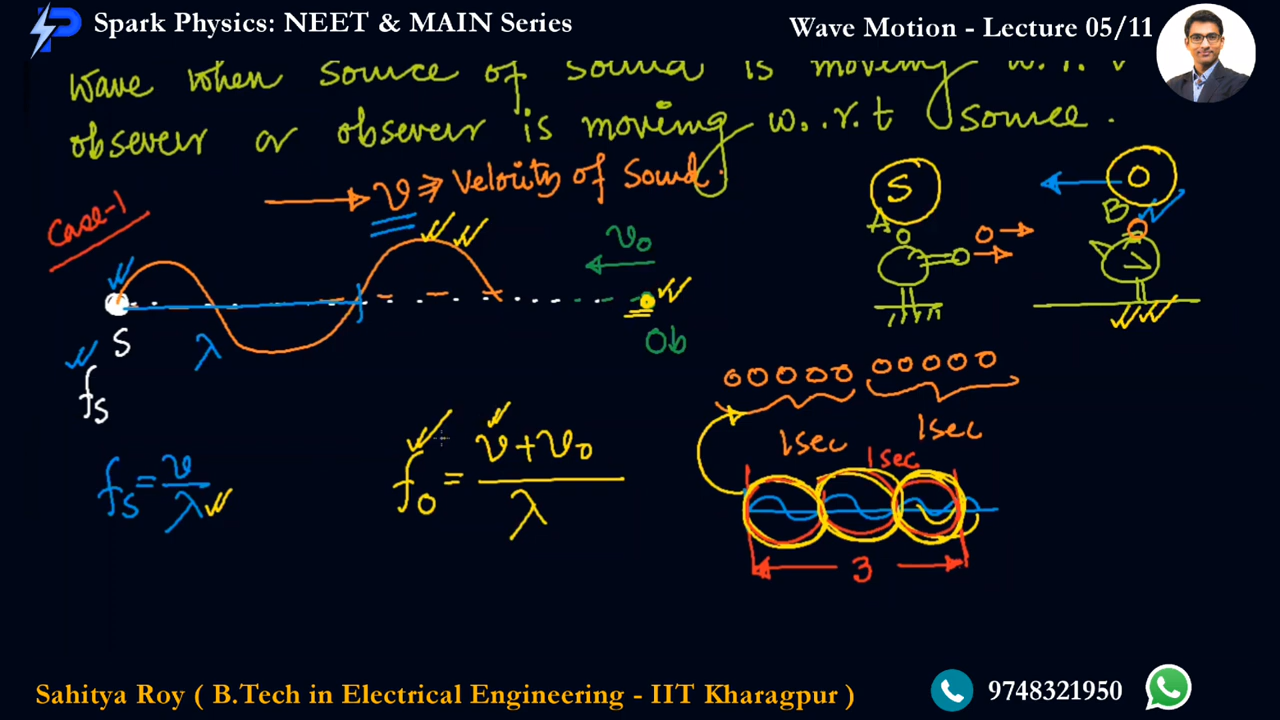 Spark Physics: NEET & MAIN Series
Wave Motion - Lecture 05/11
wave when source of sound is moving w.r.t
observer or observer is moving w.r.t source.
Case-1
v ⇒ Velocity of Sound.
v₀
S
λ
Ob
fₛ
S
A
O
B
fₛ = v/λ
f₀ = (v + v₀)/λ
1sec
1sec
1sec
3
Sahitya Roy ( B.Tech in Electrical Engineering - IIT Kharagpur )
9748321950